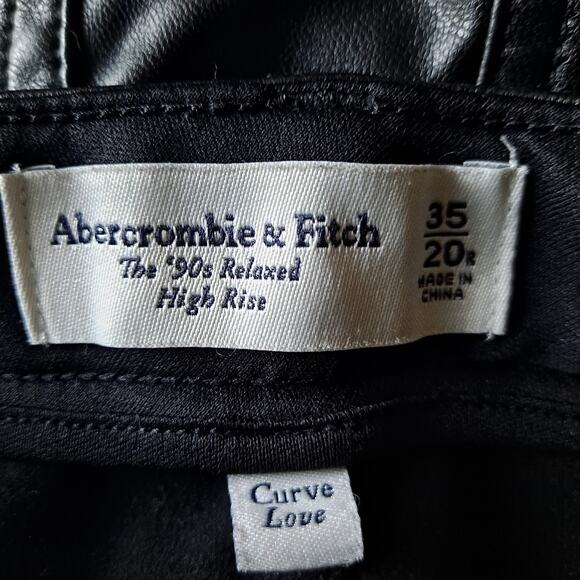 Abercrombie & Fitch
The '90s Relaxed
High Rise
35
20R
MADE IN
CHINA
Curve
Love